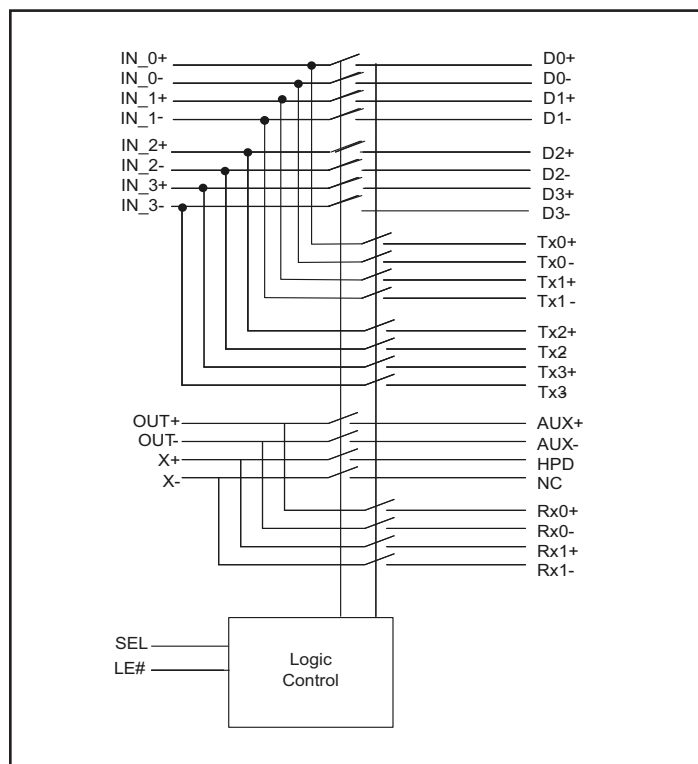 IN_0+
IN_0-
IN_1+
IN_1-
IN_2+
IN_2-
IN_3+
IN_3-
D0+
D0-
D1+
D1-
D2+
D2-
D3+
D3-
Tx0+
Tx0-
Tx1+
Tx1-
Tx2+
Tx2-
Tx3+
Tx3-
OUT+
OUT-
X+
X-
AUX+
AUX-
HPD
NC
Rx0+
Rx0-
Rx1+
Rx1-
SEL
LE#
Logic
Control